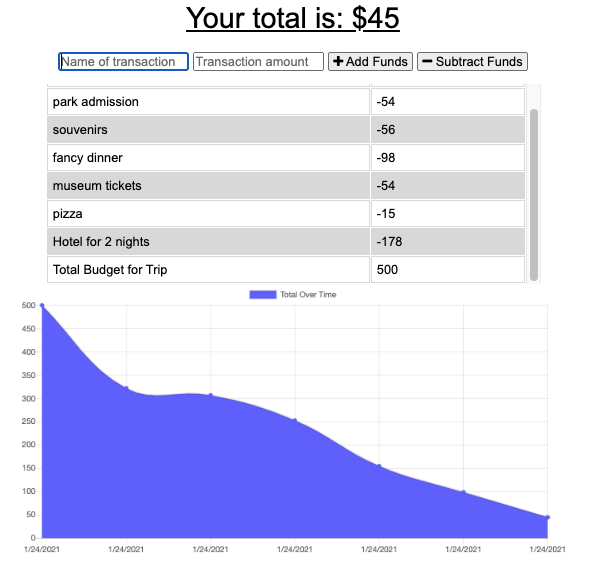 Your total is: $45
Name of transaction Transaction amount + Add Funds − Subtract Funds
park admission -54
souvenirs -56
fancy dinner -98
museum tickets -54
pizza -15
Hotel for 2 nights -178
Total Budget for Trip 500
Total Over Time
500
450
400
350
300
250
200
150
100
50
0
1/24/2021 1/24/2021 1/24/2021 1/24/2021 1/24/2021 1/24/2021 1/24/2021